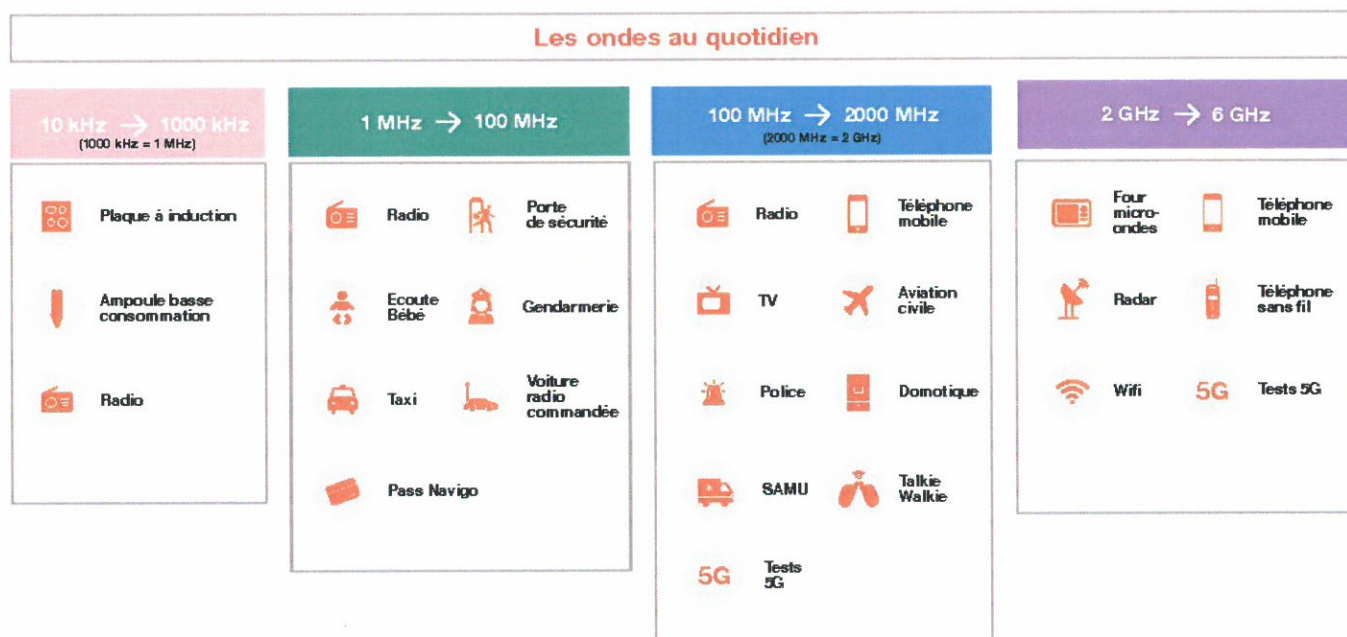 Les ondes au quotidien
10 kHz → 1000 kHz
(1000 kHz = 1 MHz)
Plaque à induction
Ampoule basse
consommation
Radio
1 MHz → 100 MHz
Radio
Porte
de sécurité
Ecoute
Bébé
Gendarmerie
Taxi
Voiture
radio
commandée
Pass Navigo
100 MHz → 2000 MHz
(2000 MHz = 2 GHz)
Radio
Téléphone
mobile
TV
Aviation
civile
Police
Domotique
SAMU
Talkie
Walkie
5G
Tests
5G
2 GHz → 6 GHz
Four
micro-
ondes
Téléphone
mobile
Radar
Téléphone
sans fil
Wifi
5G
Tests 5G